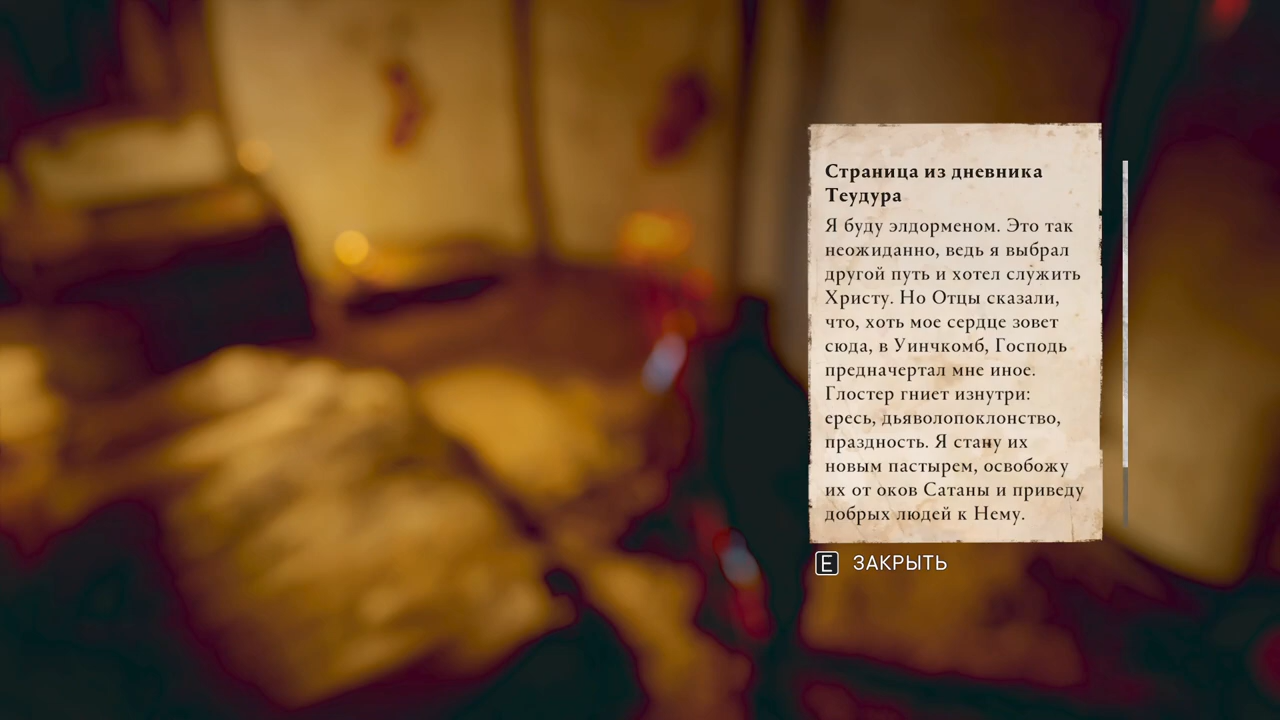 Страница из дневника
Теудура
Я буду элдорменом. Это так
неожиданно, ведь я выбрал
другой путь и хотел служить
Христу. Но Отцы сказали,
что, хоть мое сердце зовет
сюда, в Уинчкомб, Господь
предначертал мне иное.
Глостер гниет изнутри:
ересь, дьяволопоклонство,
праздность. Я стану их
новым пастырем, освобожу
их от оков Сатаны и приведу
добрых людей к Нему.
E ЗАКРЫТЬ